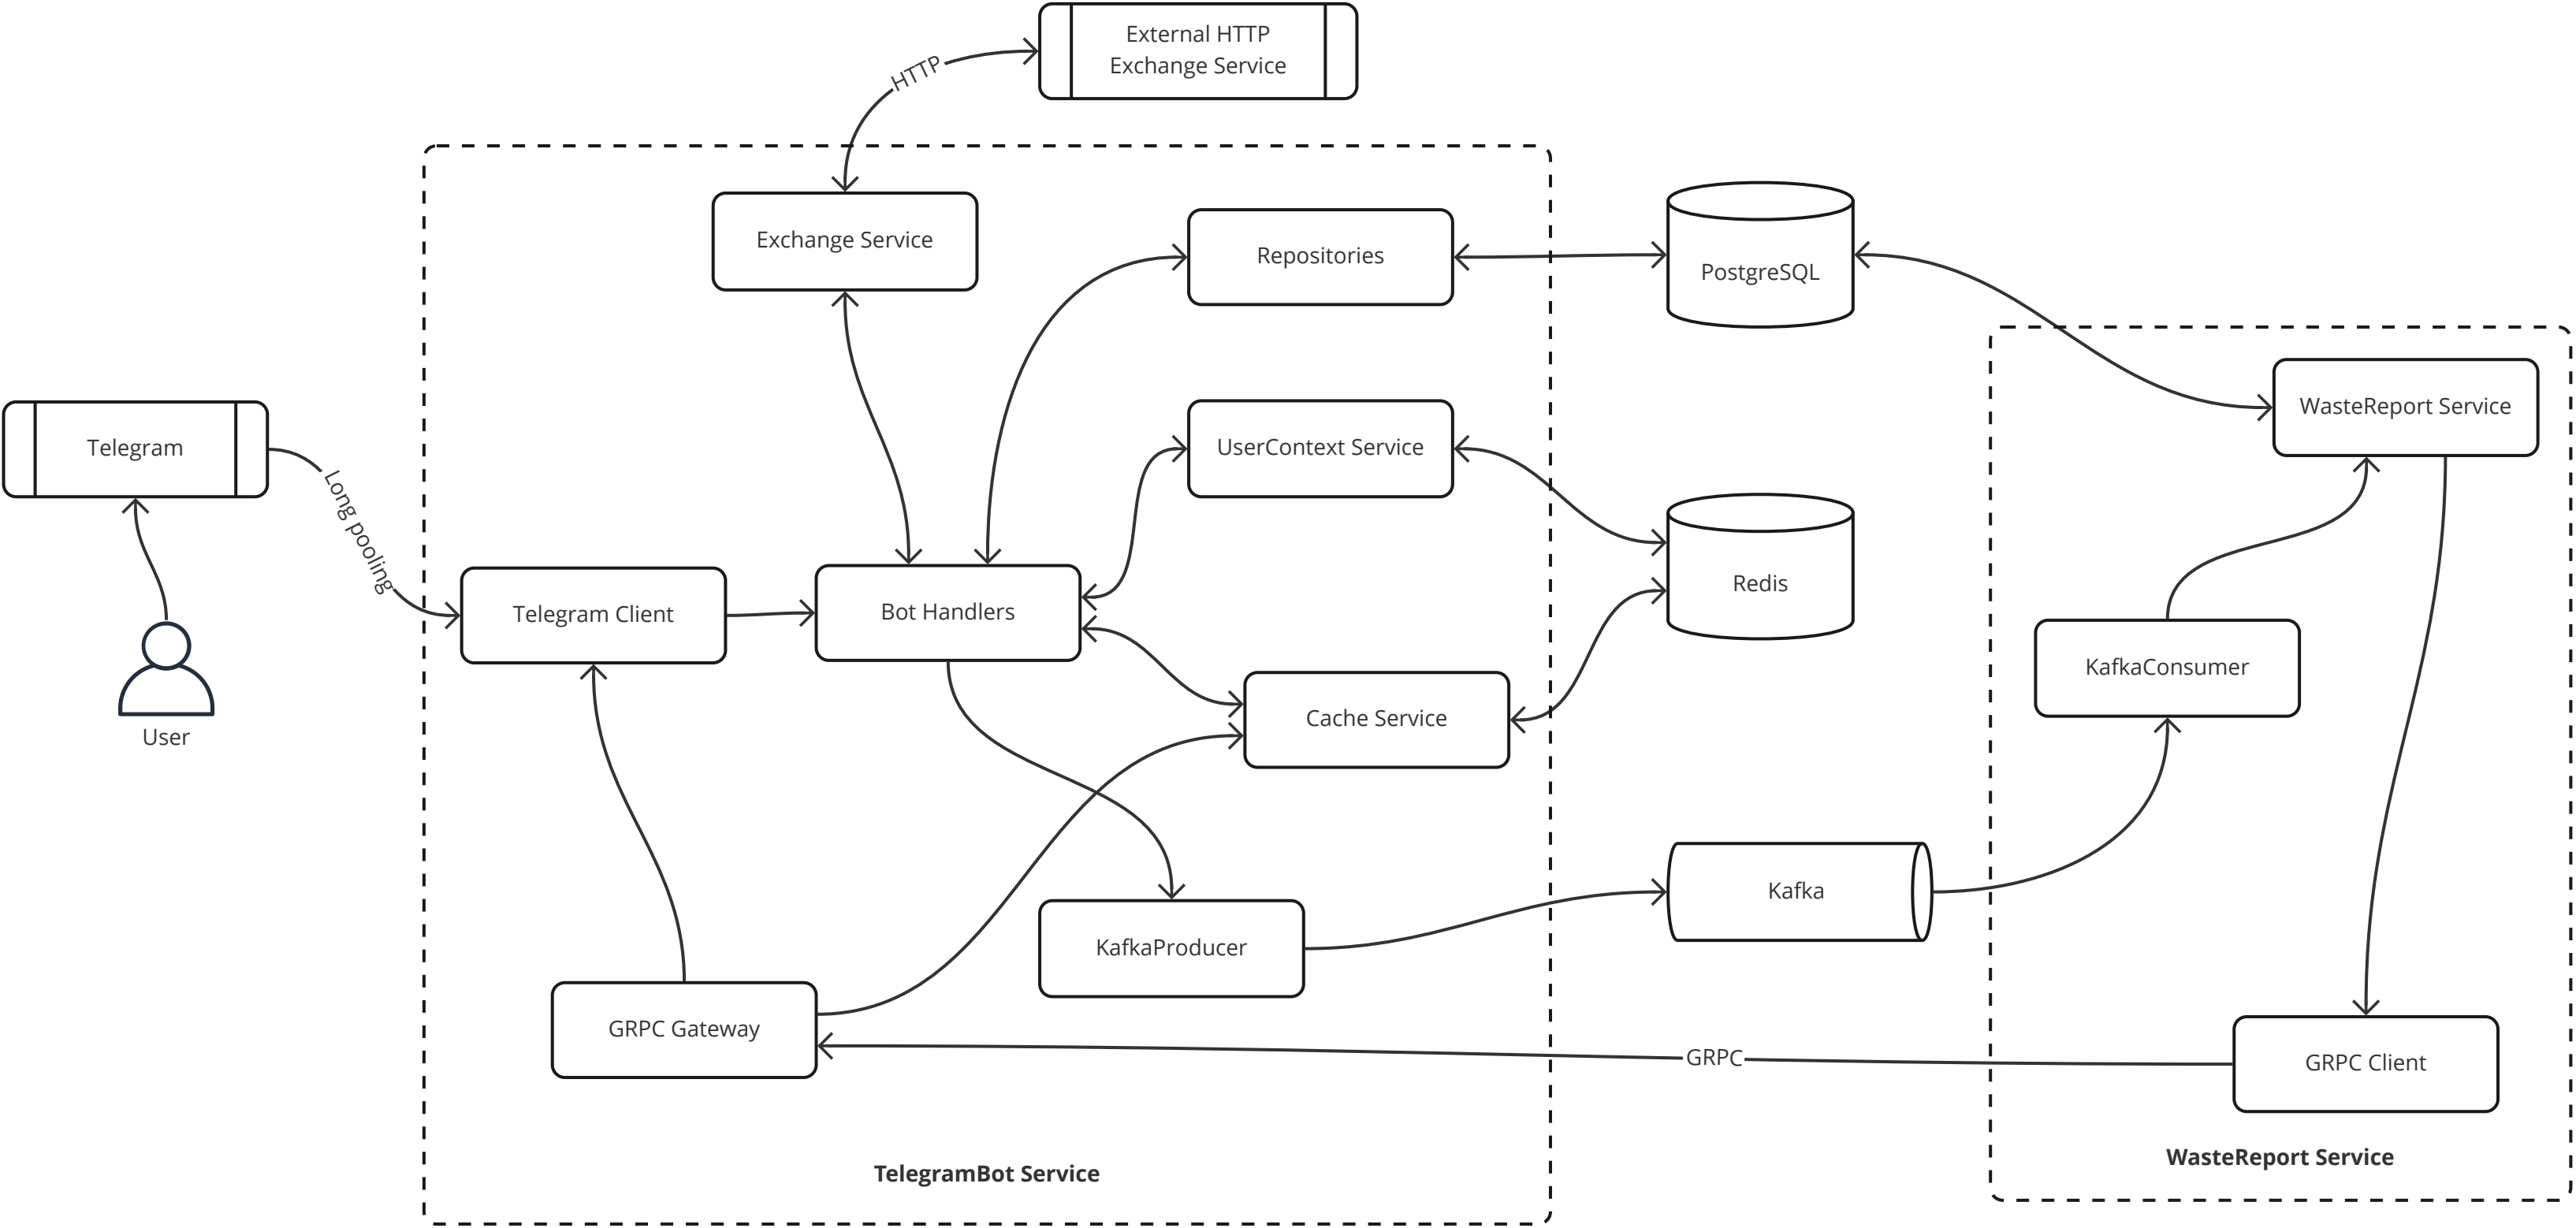 External HTTP
Exchange Service
HTTP
Exchange Service
Repositories
PostgreSQL
WasteReport Service
Telegram
Long pooling
UserContext Service
Redis
Telegram Client
Bot Handlers
KafkaConsumer
User
Cache Service
Kafka
KafkaProducer
GRPC Gateway
GRPC
GRPC Client
TelegramBot Service
WasteReport Service